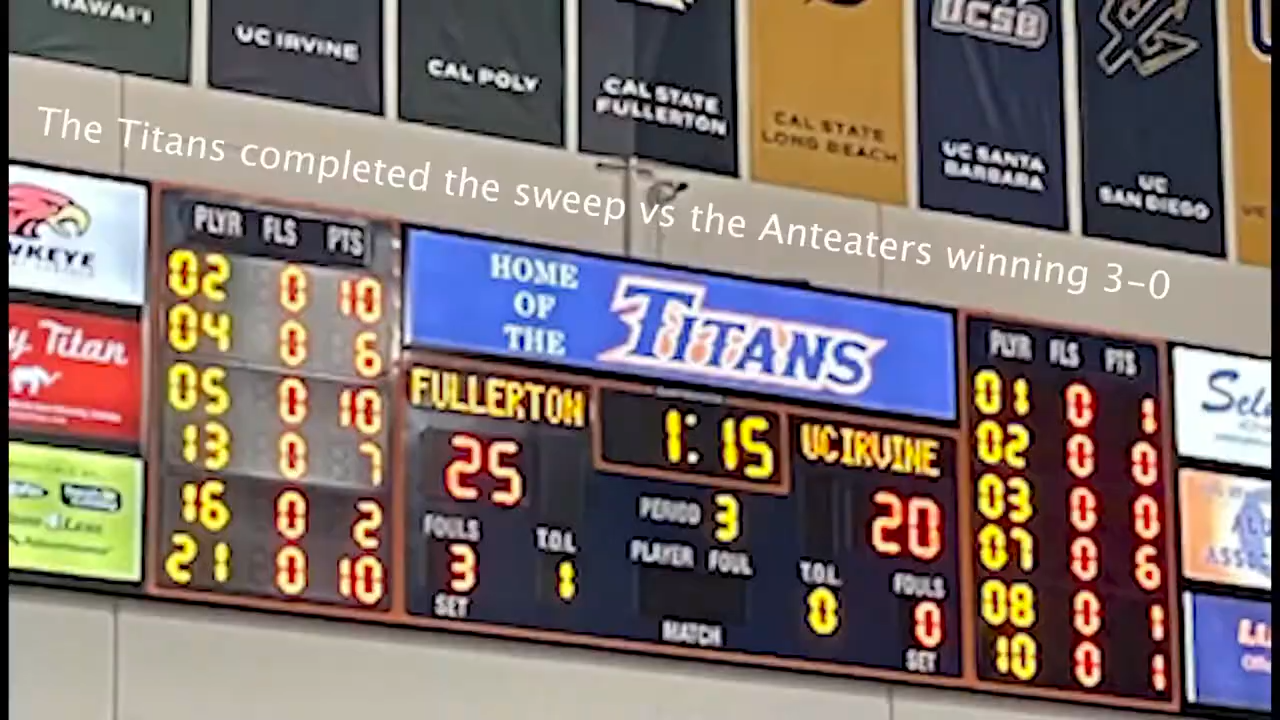 HAWAI'I
UC IRVINE
CAL POLY
CAL STATE
FULLERTON
CAL STATE
LONG BEACH
UCSB
UC SANTA
BARBARA
UC
SAN DIEGO
The Titans completed the sweep vs the Anteaters winning 3-0
WKEYE
y Titan
PLYR FLS PTS
02 0 10
04 0 6
05 0 10
13 0 7
16 0 2
21 0 10
HOME
OF
THE
TITANS
FULLERTON
1:15
UCIRVINE
25
PERIOD 3
20
FOULS
T.O.L
PLAYER FOUL
T.O.L.
FOULS
3
1
0
0
SET
MATCH
SET
PLYR FLS PTS
01 0 1
02 0 0
03 0 0
07 0 6
08 0 1
10 0 1